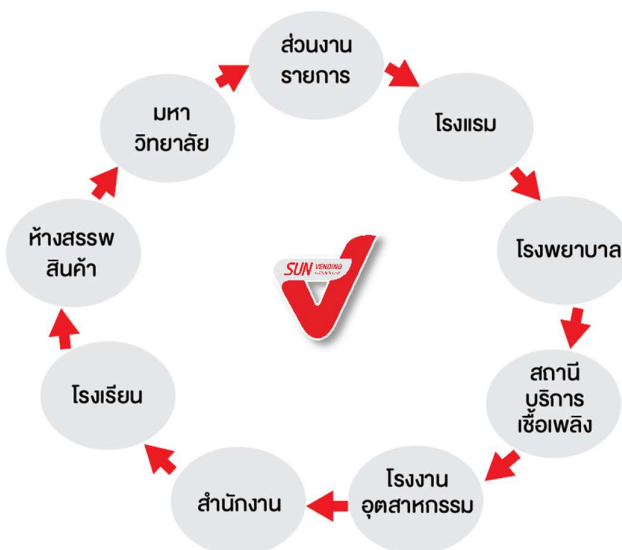 ส่วนงาน
รายการ
โรงแรม
โรงพยาบาล
สถานี
บริการ
เชื้อเพลิง
โรงงาน
อุตสาหกรรม
สำนักงาน
โรงเรียน
ห้างสรรพ
สินค้า
มหา
วิทยาลัย
SUN VENDING